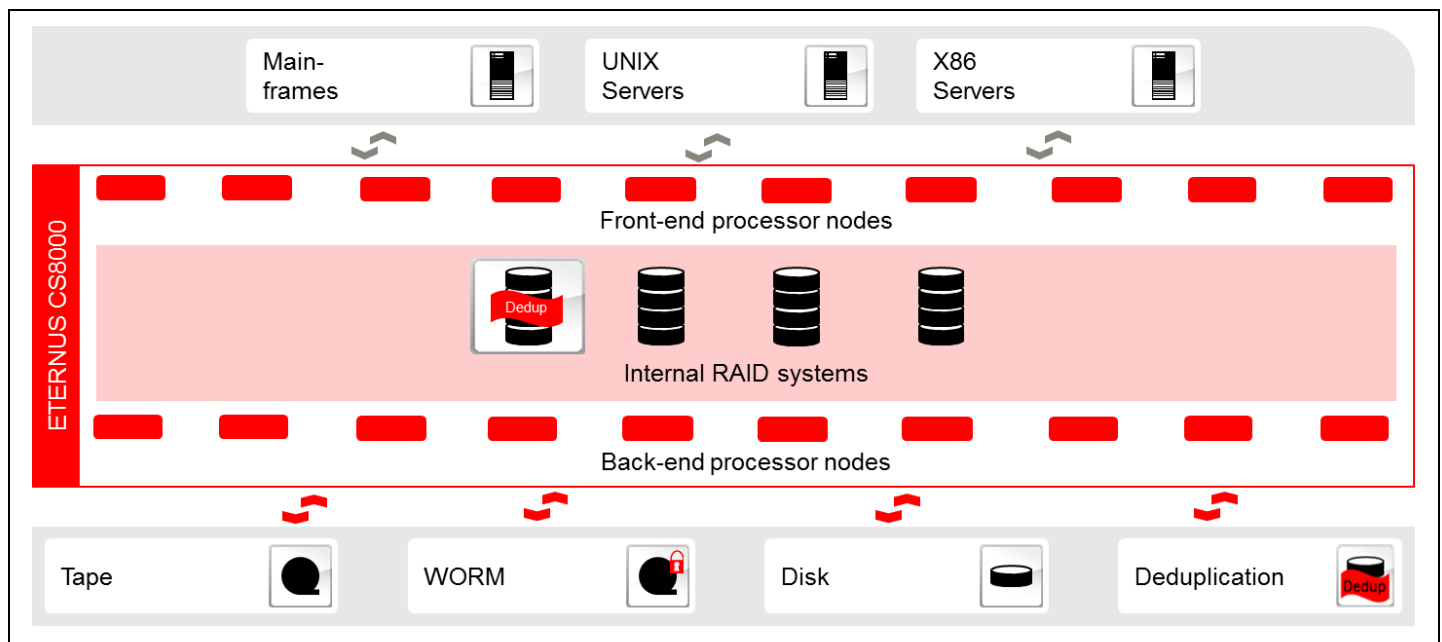 Main-
frames
UNIX
Servers
X86
Servers
ETERNUS CS8000
Front-end processor nodes
Dedup
Internal RAID systems
Back-end processor nodes
Tape
WORM
Disk
Deduplication
Dedup